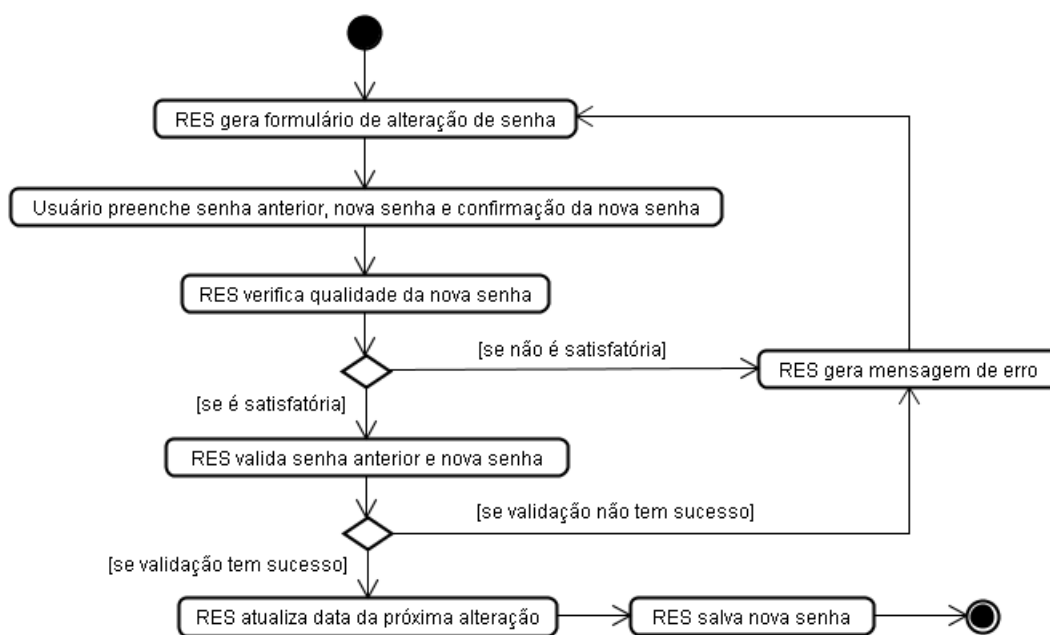 RES gera formulário de alteração de senha
Usuário preenche senha anterior, nova senha e confirmação da nova senha
RES verifica qualidade da nova senha
[se não é satisfatória]
RES gera mensagem de erro
[se é satisfatória]
RES valida senha anterior e nova senha
[se validação não tem sucesso]
[se validação tem sucesso]
RES atualiza data da próxima alteração
RES salva nova senha